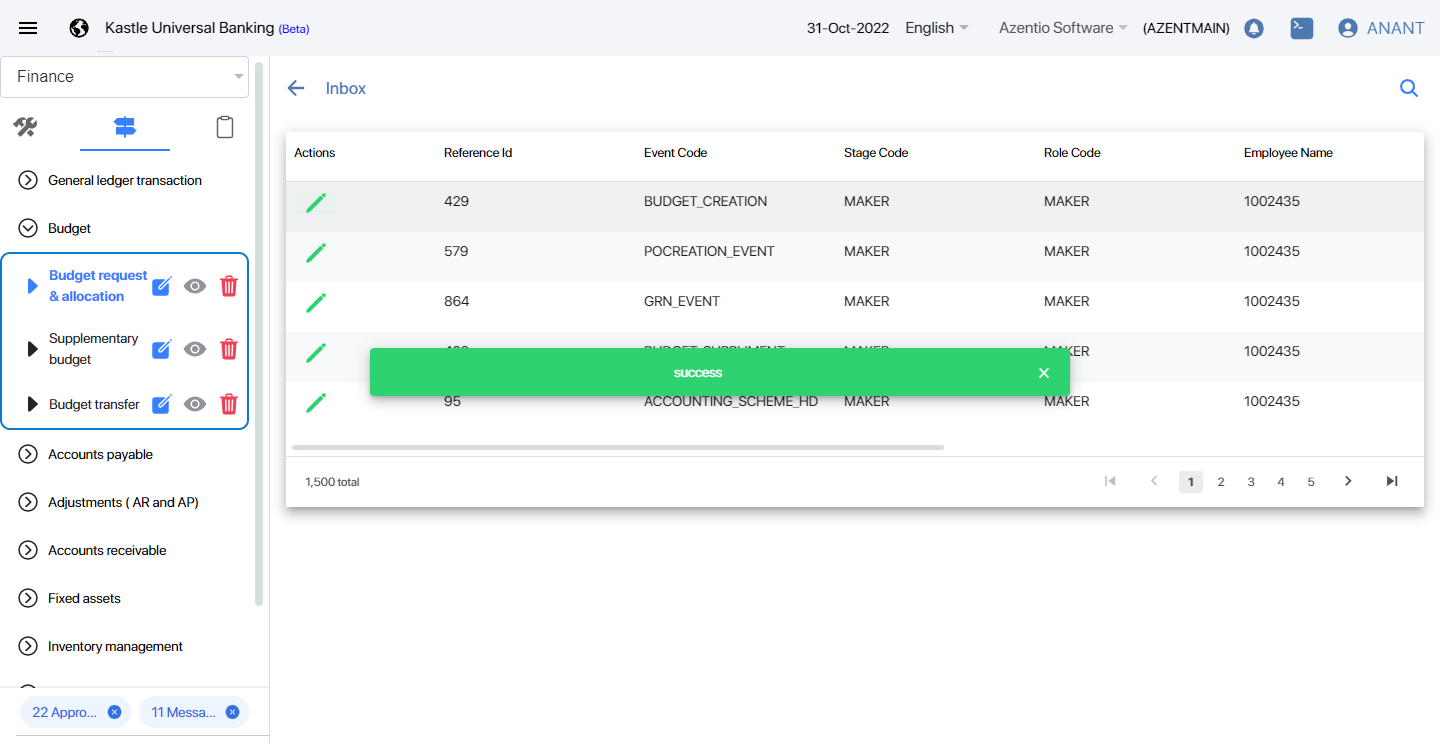 Kastle Universal Banking (Beta)
31-Oct-2022 English Azentio Software (AZENTMAIN) ANANT
Finance
General ledger transaction
Budget
Budget request
& allocation
Supplementary
budget
Budget transfer
Accounts payable
Adjustments ( AR and AP)
Accounts receivable
Fixed assets
Inventory management
22 Appro... 11 Messa...
Inbox
Actions Reference Id Event Code Stage Code Role Code Employee Name
429 BUDGET_CREATION MAKER MAKER 1002435
579 POCREATION_EVENT MAKER MAKER 1002435
864 GRN_EVENT MAKER MAKER 1002435
MAKER 1002435
success
95 ACCOUNTING_SCHEME_HD MAKER MAKER 1002435
1,500 total
1 2 3 4 5